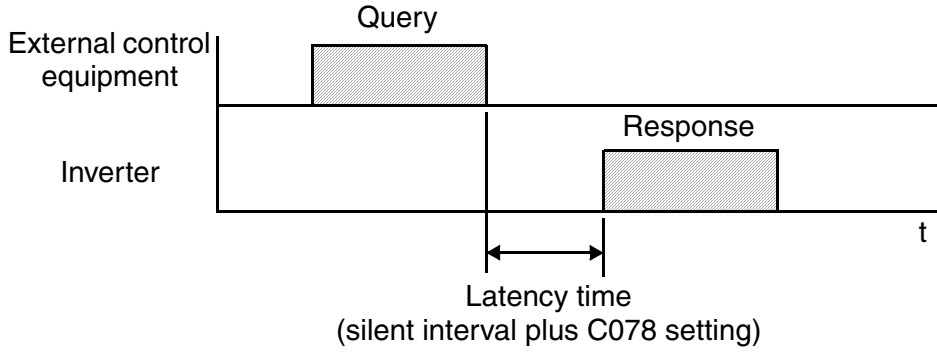 Query
External control
equipment
Response
Inverter
t
Latency time
(silent interval plus C078 setting)